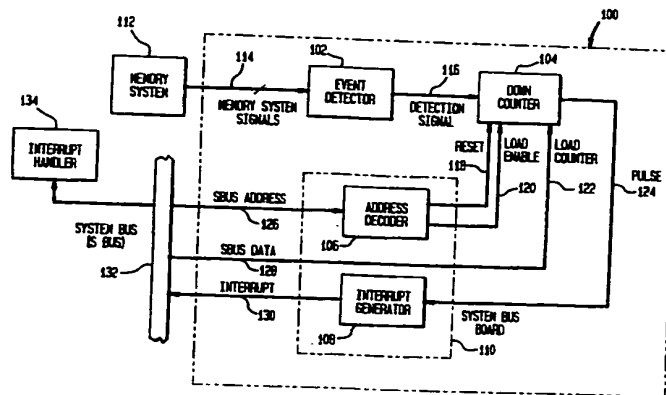 100
112
MEMORY
SYSTEM
114
MEMORY SYSTEM
SIGNALS
102
EVENT
DETECTOR
116
DETECTION
SIGNAL
104
DOWN
COUNTER
134
INTERRUPT
HANDLER
RESET
118
LOAD
ENABLE
120
LOAD
COUNTER
122
PULSE
124
SBUS ADDRESS
126
ADDRESS
DECODER
106
SYSTEM BUS
(S BUS)
132
SBUS DATA
128
INTERRUPT
130
INTERRUPT
GENERATOR
108
SYSTEM BUS
BOARD
110